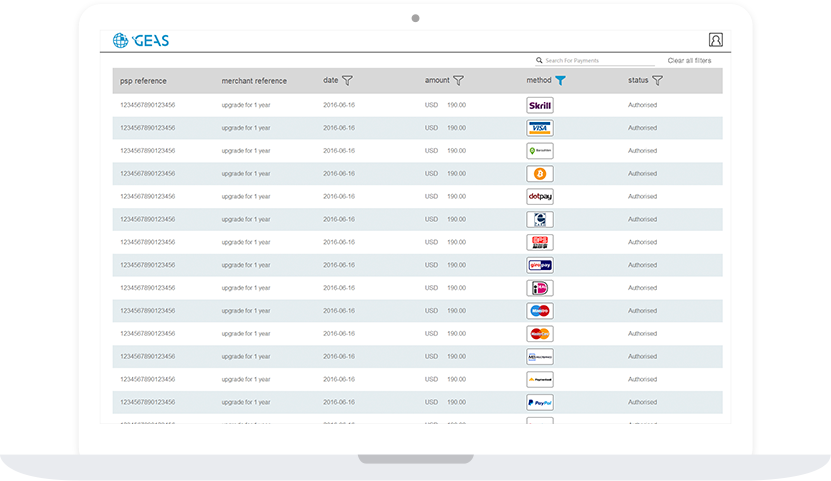 GEAS
Search For Payments Clear all filters
psp reference merchant reference date amount method status
1234567890123456 upgrade for 1 year 2016-06-16 USD 190.00 Skrill Authorised
1234567890123456 upgrade for 1 year 2016-06-16 USD 190.00 VISA Authorised
1234567890123456 upgrade for 1 year 2016-06-16 USD 190.00 Authorised
1234567890123456 upgrade for 1 year 2016-06-16 USD 190.00 Authorised
1234567890123456 upgrade for 1 year 2016-06-16 USD 190.00 dotpay Authorised
1234567890123456 upgrade for 1 year 2016-06-16 USD 190.00 Authorised
1234567890123456 upgrade for 1 year 2016-06-16 USD 190.00 Authorised
1234567890123456 upgrade for 1 year 2016-06-16 USD 190.00 giropay Authorised
1234567890123456 upgrade for 1 year 2016-06-16 USD 190.00 Authorised
1234567890123456 upgrade for 1 year 2016-06-16 USD 190.00 Maestro Authorised
1234567890123456 upgrade for 1 year 2016-06-16 USD 190.00 MasterCard Authorised
1234567890123456 upgrade for 1 year 2016-06-16 USD 190.00 Authorised
1234567890123456 upgrade for 1 year 2016-06-16 USD 190.00 Authorised
1234567890123456 upgrade for 1 year 2016-06-16 USD 190.00 PayPal Authorised